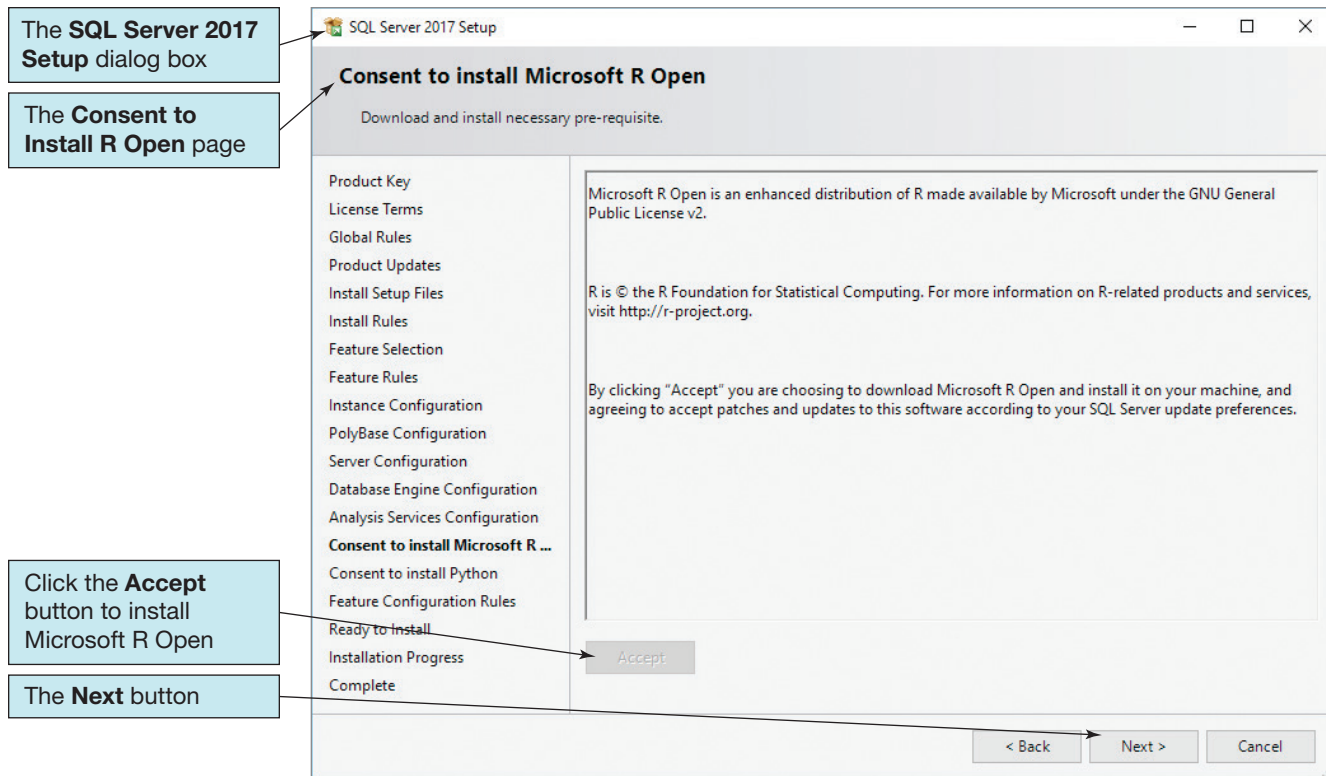 The SQL Server 2017
Setup dialog box
The Consent to
Install R Open page
Click the Accept
button to install
Microsoft R Open
The Next button
SQL Server 2017 Setup
Consent to install Microsoft R Open
Download and install necessary pre-requisite.
Product Key
License Terms
Global Rules
Product Updates
Install Setup Files
Install Rules
Feature Selection
Feature Rules
Instance Configuration
PolyBase Configuration
Server Configuration
Database Engine Configuration
Analysis Services Configuration
Consent to install Microsoft R ...
Consent to install Python
Feature Configuration Rules
Ready to Install
Installation Progress
Complete
Microsoft R Open is an enhanced distribution of R made available by Microsoft under the GNU General
Public License v2.
R is © the R Foundation for Statistical Computing. For more information on R-related products and services,
visit http://r-project.org.
By clicking "Accept" you are choosing to download Microsoft R Open and install it on your machine, and
agreeing to accept patches and updates to this software according to your SQL Server update preferences.
Accept
< Back
Next >
Cancel